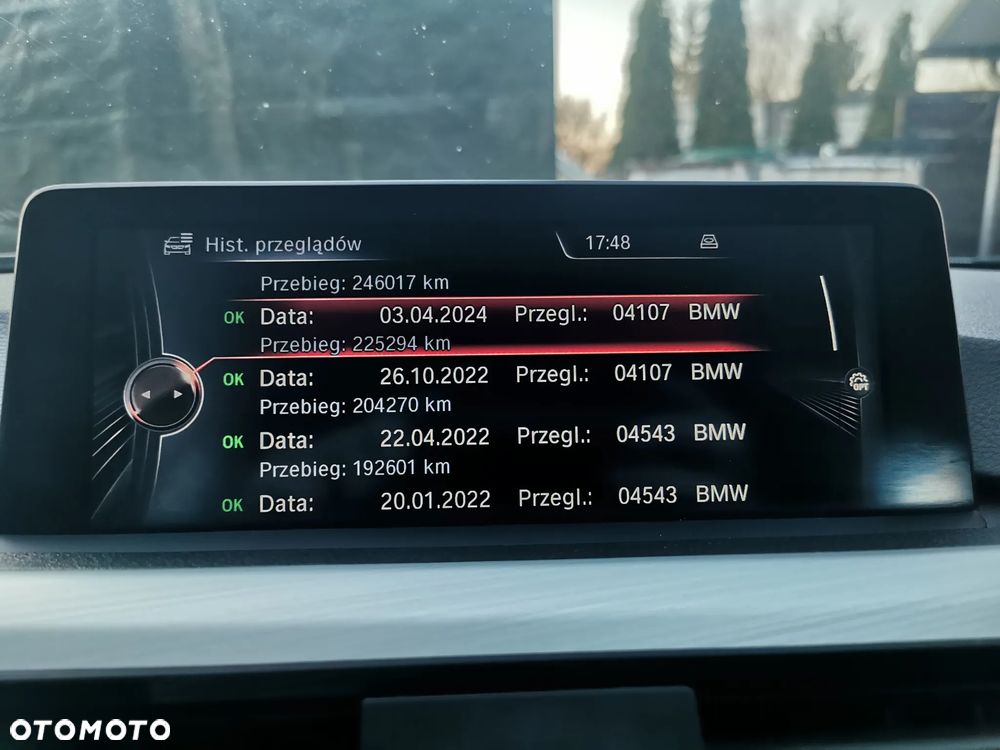 Hist. przeglądów 17:48
Przebieg: 246017 km
OK Data: 03.04.2024 Przegl.: 04107 BMW
Przebieg: 225294 km
OK Data: 26.10.2022 Przegl.: 04107 BMW
Przebieg: 204270 km
OK Data: 22.04.2022 Przegl.: 04543 BMW
Przebieg: 192601 km
OK Data: 20.01.2022 Przegl.: 04543 BMW
OPT
OTOMOTO